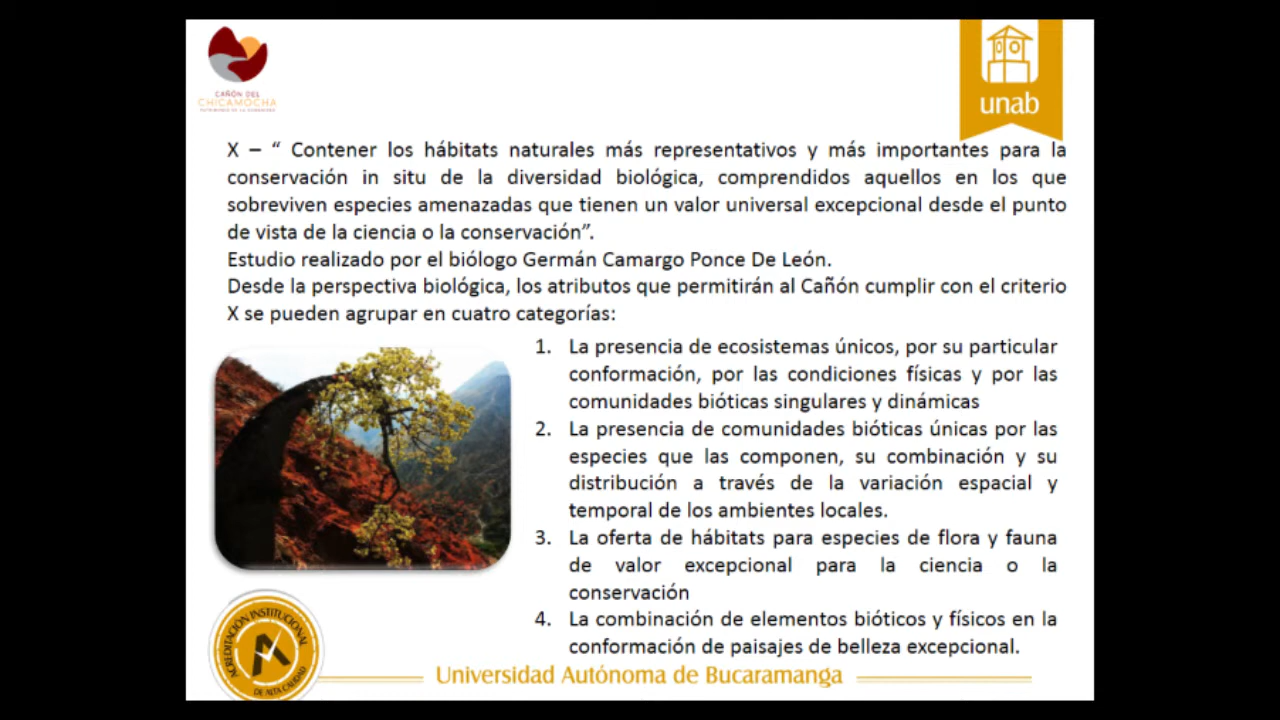 CAÑÓN DEL
CHICAMOCHA
PATRIMONIO DE LA HUMANIDAD
unab
X – “ Contener los hábitats naturales más representativos y más importantes para la
conservación in situ de la diversidad biológica, comprendidos aquellos en los que
sobreviven especies amenazadas que tienen un valor universal excepcional desde el punto
de vista de la ciencia o la conservación”.
Estudio realizado por el biólogo Germán Camargo Ponce De León.
Desde la perspectiva biológica, los atributos que permitirán al Cañón cumplir con el criterio
X se pueden agrupar en cuatro categorías:
1. La presencia de ecosistemas únicos, por su particular
conformación, por las condiciones físicas y por las
comunidades bióticas singulares y dinámicas
2. La presencia de comunidades bióticas únicas por las
especies que las componen, su combinación y su
distribución a través de la variación espacial y
temporal de los ambientes locales.
3. La oferta de hábitats para especies de flora y fauna
de valor excepcional para la ciencia o la
conservación
4. La combinación de elementos bióticos y físicos en la
conformación de paisajes de belleza excepcional.
ACREDITACIÓN INSTITUCIONAL
DE ALTA CALIDAD
Universidad Autónoma de Bucaramanga